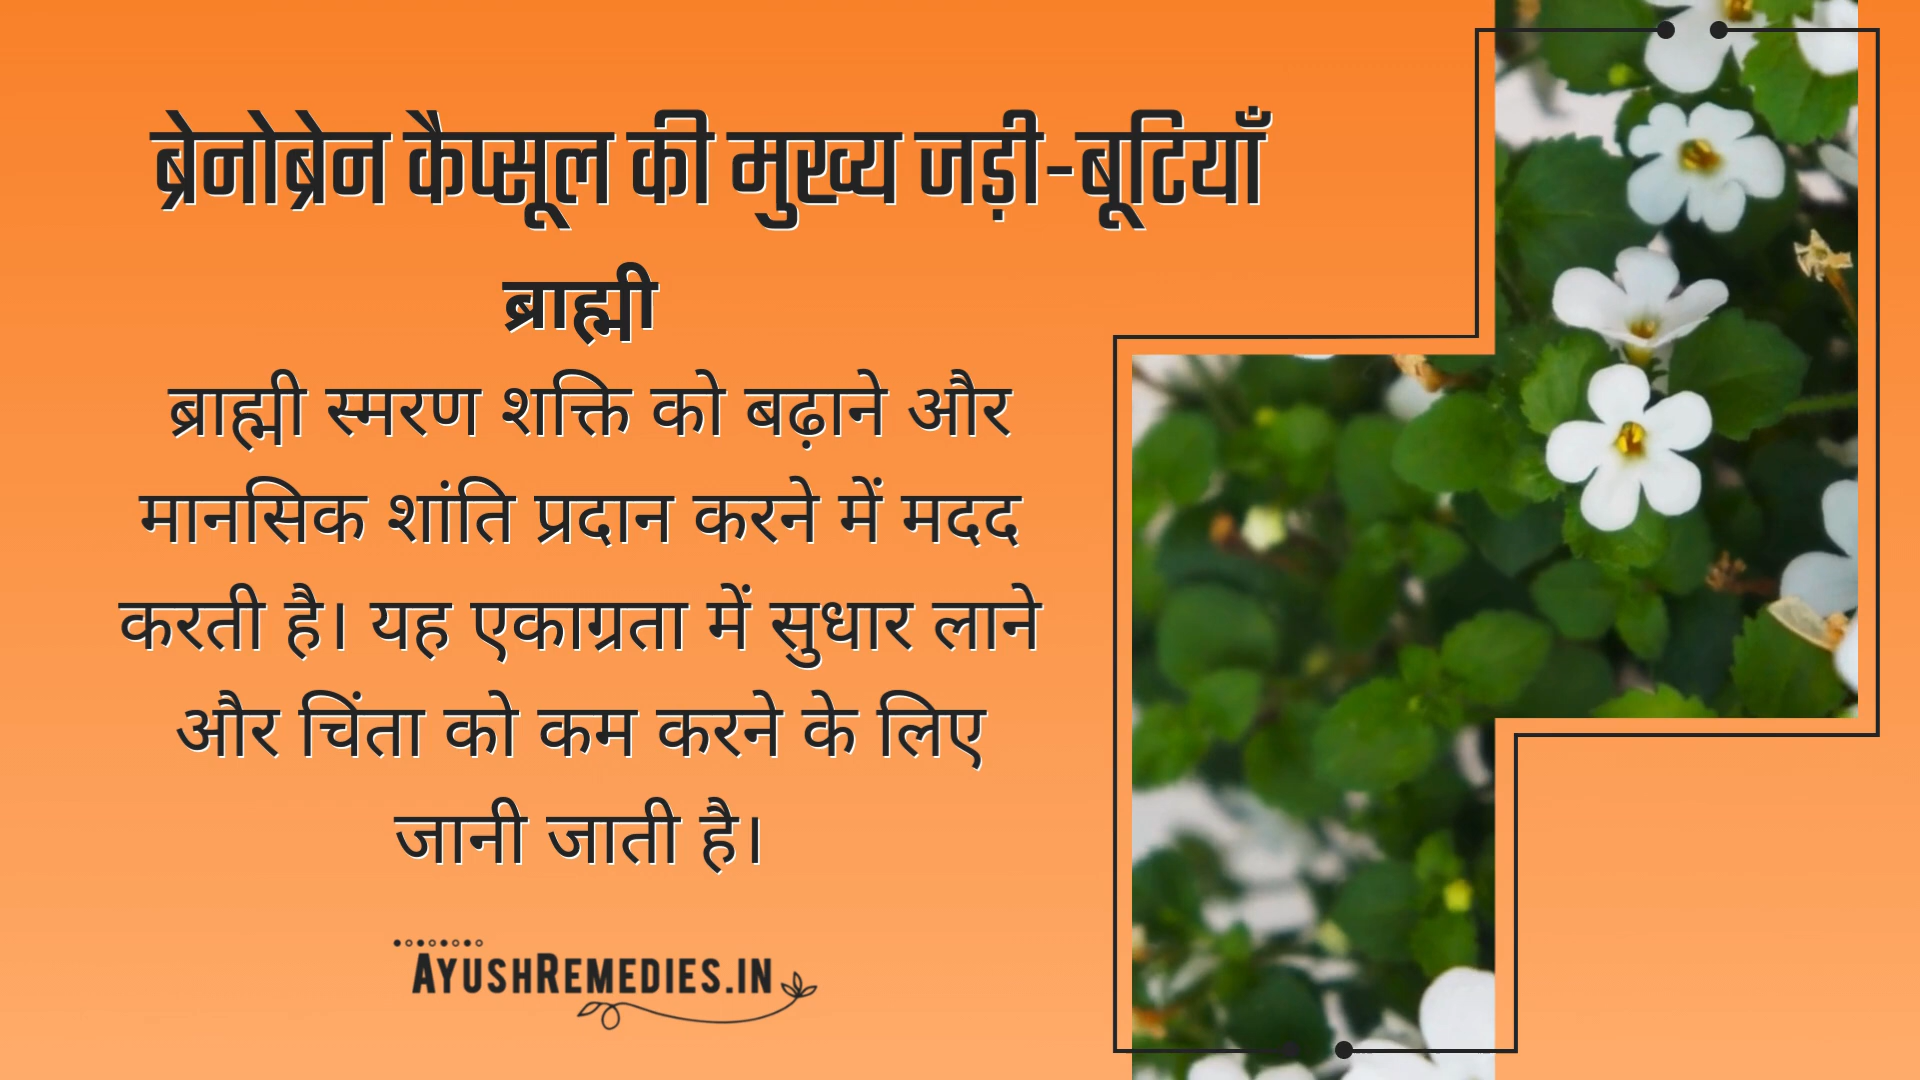 ब्रेनोब्रेन कैप्सूल की मुख्य जड़ी-बूटियाँ
ब्राह्मी
ब्राह्मी स्मरण शक्ति को बढ़ाने और
मानसिक शांति प्रदान करने में मदद
करती है। यह एकाग्रता में सुधार लाने
और चिंता को कम करने के लिए
जानी जाती है।
AYUSHREMEDIES.IN